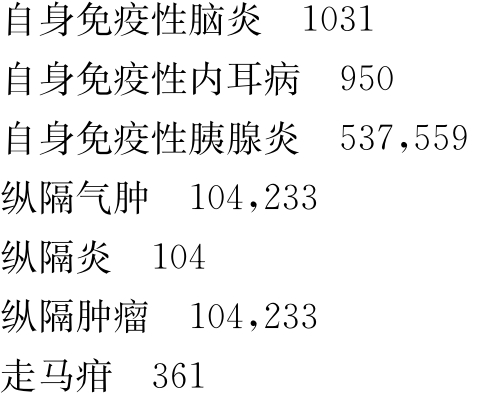 自身免疫性脑炎　1031
自身免疫性内耳病　950
自身免疫性胰腺炎　537,559
纵隔气肿　104,233
纵隔炎　104
纵隔肿瘤　104,233
走马疳　361